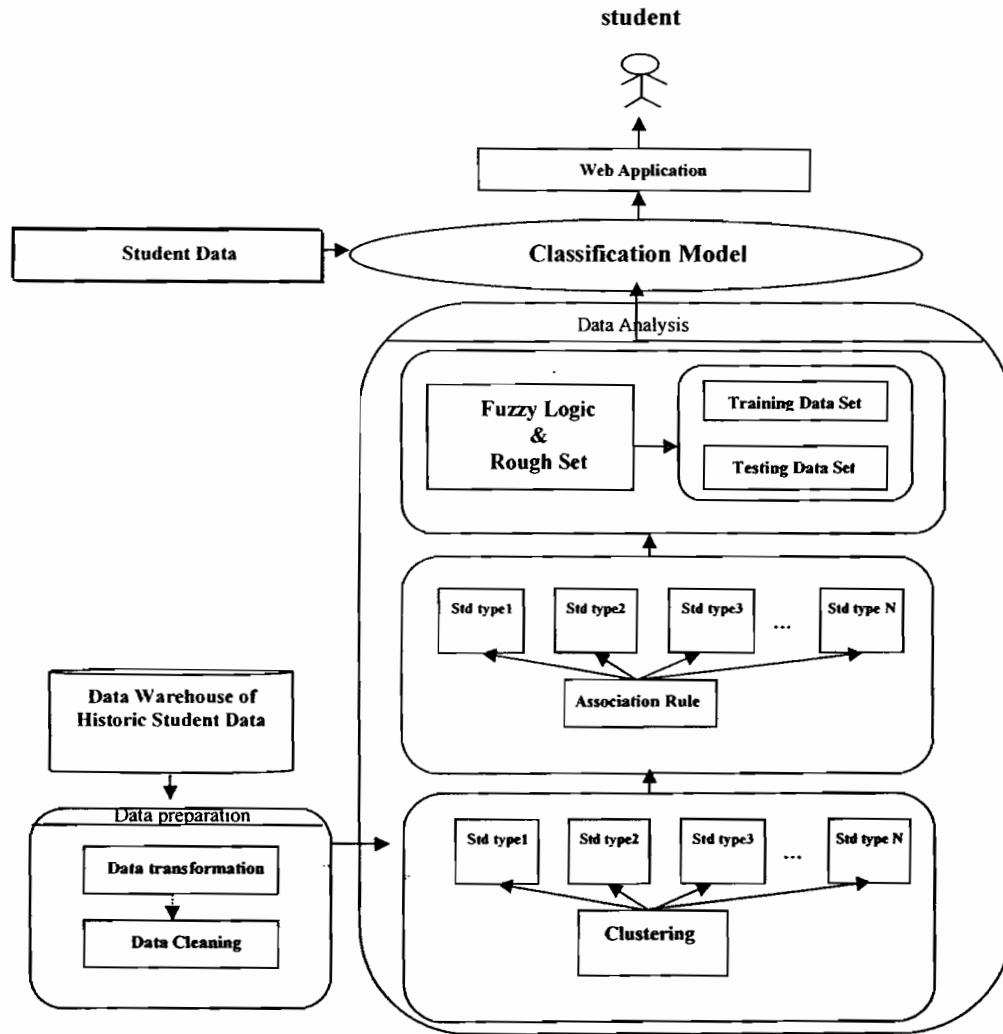 student
Web Application
Student Data
Classification Model
Data Analysis
Fuzzy Logic
&
Rough Set
Training Data Set
Testing Data Set
Std type1
Std type2
Std type3
...
Std type N
Association Rule
Data Warehouse of
Historic Student Data
Data preparation
Data transformation
Data Cleaning
Std type1
Std type2
Std type3
...
Std type N
Clustering